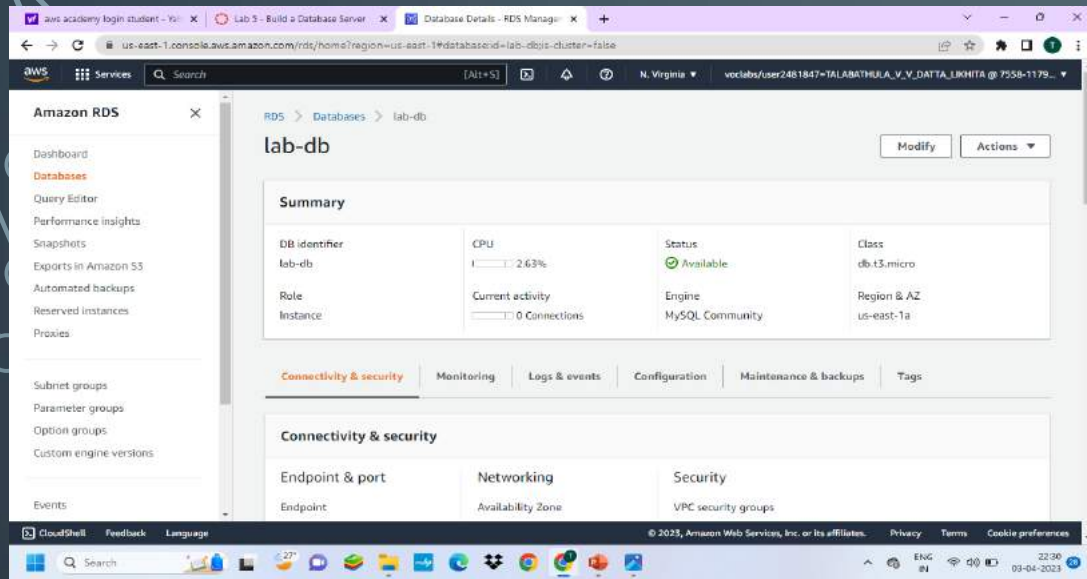 aws academy login student - Yah
Lab 5 - Build a Database Server
Database Details - RDS Manager
us-east-1.console.aws.amazon.com/rds/home?region=us-east-1#database:id=lab-db;is-cluster=false
aws
Services
Search
[Alt+S]
N. Virginia
voclabs/user2481847=TALABATHULA_V_V_DATTA_LIKHITA @ 7558-1179...
Amazon RDS
Dashboard
Databases
Query Editor
Performance insights
Snapshots
Exports in Amazon S3
Automated backups
Reserved instances
Proxies
Subnet groups
Parameter groups
Option groups
Custom engine versions
Events
RDS > Databases > lab-db
lab-db
Modify
Actions
Summary
DB identifier
lab-db
CPU
2.63%
Status
Available
Class
db.t3.micro
Role
Instance
Current activity
0 Connections
Engine
MySQL Community
Region & AZ
us-east-1a
Connectivity & security
Monitoring
Logs & events
Configuration
Maintenance & backups
Tags
Connectivity & security
Endpoint & port
Networking
Security
Endpoint
Availability Zone
VPC security groups
CloudShell
Feedback
Language
© 2023, Amazon Web Services, Inc. or its affiliates.
Privacy
Terms
Cookie preferences
Search
27°
ENG
IN
22:30
03-04-2023